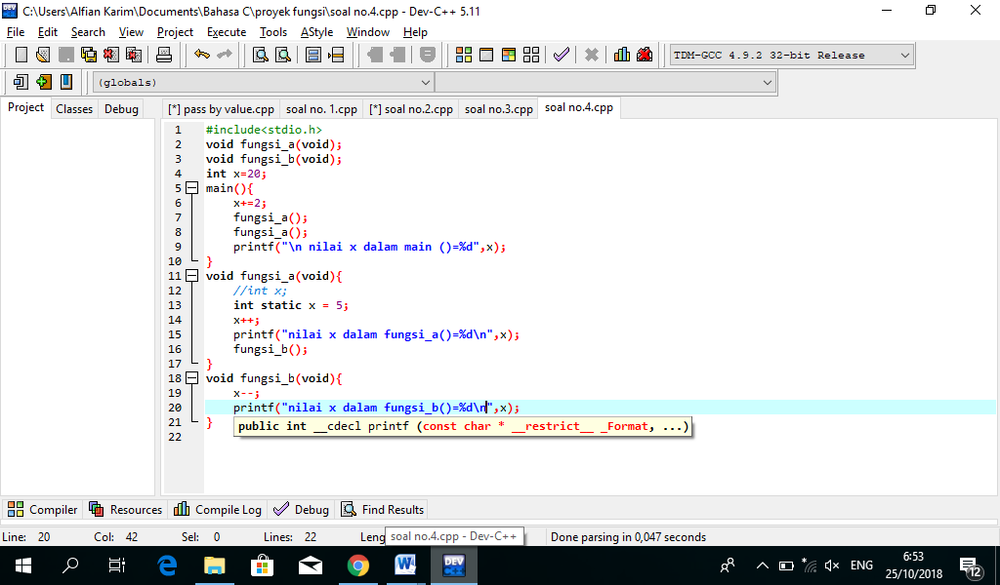 C:\Users\Alfian Karim\Documents\Bahasa C\proyek fungsi\soal no.4.cpp - Dev-C++ 5.11
File Edit Search View Project Execute Tools AStyle Window Help
TDM-GCC 4.9.2 32-bit Release
(globals)
Project Classes Debug [*] pass by value.cpp soal no. 1.cpp [*] soal no.2.cpp soal no.3.cpp soal no.4.cpp
1 #include<stdio.h>
2 void fungsi_a(void);
3 void fungsi_b(void);
4 int x=20;
5 main(){
6 x+=2;
7 fungsi_a();
8 fungsi_a();
9 printf("\n nilai x dalam main ()=%d",x);
10 }
11 void fungsi_a(void){
12 //int x;
13 int static x = 5;
14 x++;
15 printf("nilai x dalam fungsi_a()=%d\n",x);
16 fungsi_b();
17 }
18 void fungsi_b(void){
19 x--;
20 printf("nilai x dalam fungsi_b()=%d\n",x);
21 }
public int __cdecl printf (const char * __restrict__ _Format, ...)
22
Compiler Resources Compile Log Debug Find Results
Line: 20 Col: 42 Sel: 0 Lines: 22 Leng soal no.4.cpp - Dev-C++ Done parsing in 0,047 seconds
DEV
ENG
6:53
25/10/2018
12